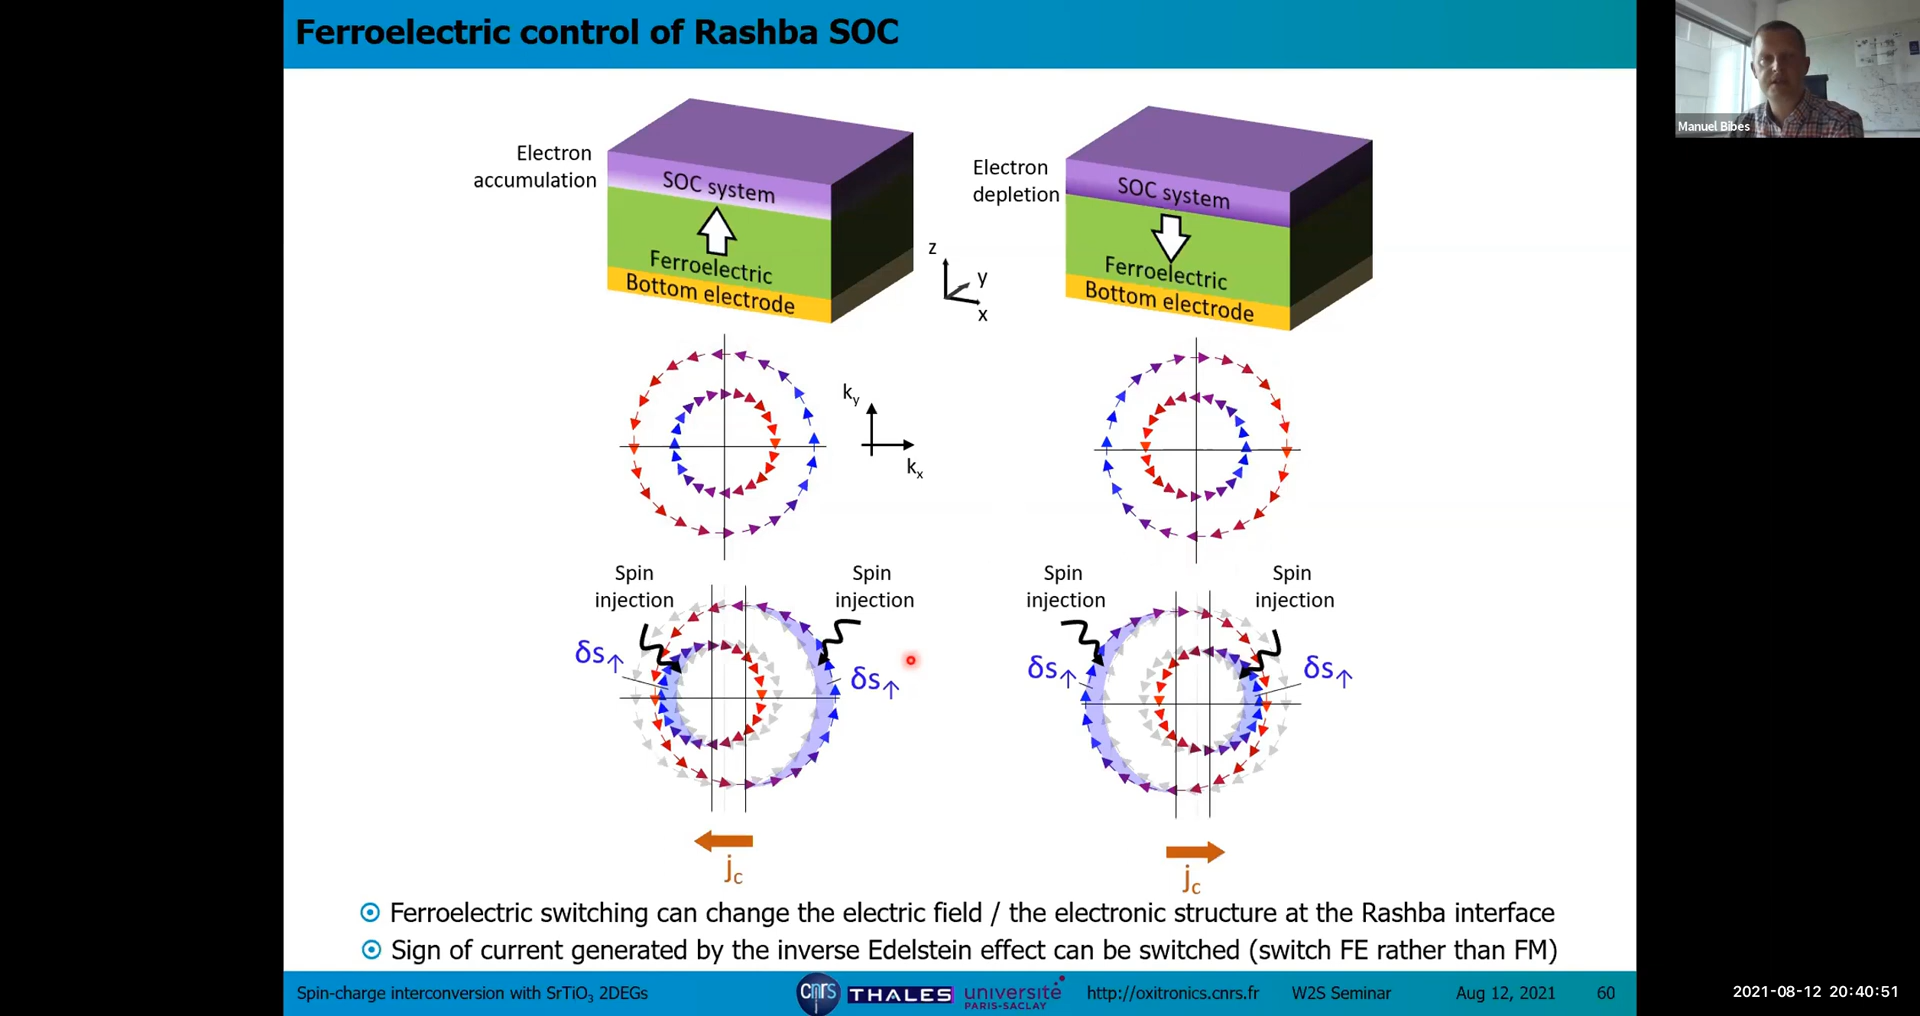 Ferroelectric control of Rashba SOC
Manuel Bibes
Electron
accumulation
SOC system
Ferroelectric
Bottom electrode
z
y
x
Electron
depletion
SOC system
Ferroelectric
Bottom electrode
ky
kx
Spin
injection
Spin
injection
δs↑
δs↑
jc
Spin
injection
Spin
injection
δs↑
δs↑
jc
Ferroelectric switching can change the electric field / the electronic structure at the Rashba interface
Sign of current generated by the inverse Edelstein effect can be switched (switch FE rather than FM)
Spin-charge interconversion with SrTiO3 2DEGs
cnrs
THALES
université
PARIS-SACLAY
http://oxitronics.cnrs.fr
W2S Seminar
Aug 12, 2021
60
2021-08-12 20:40:51